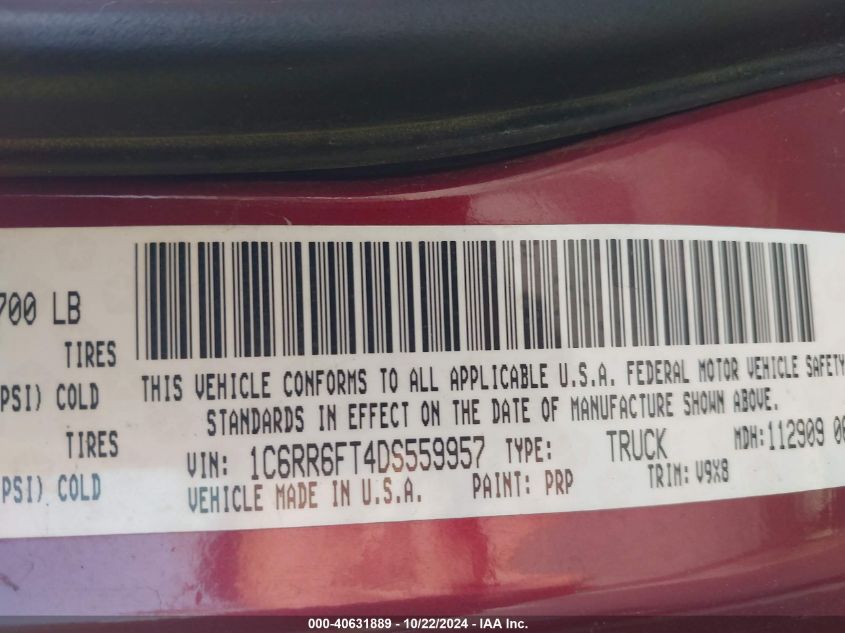 700 LB
TIRES
PSI) COLD
TIRES
PSI) COLD
THIS VEHICLE CONFORMS TO ALL APPLICABLE U.S.A. FEDERAL MOTOR VEHICLE SAFETY
STANDARDS IN EFFECT ON THE DATE OF MANUFACTURE SHOWN ABOVE.
VIN: 1C6RR6FT4DS559957 TYPE: TRUCK MDH:112909 00
VEHICLE MADE IN U.S.A. PAINT: PRP TRIM: V9X8
000-40631889 - 10/22/2024 - IAA Inc.